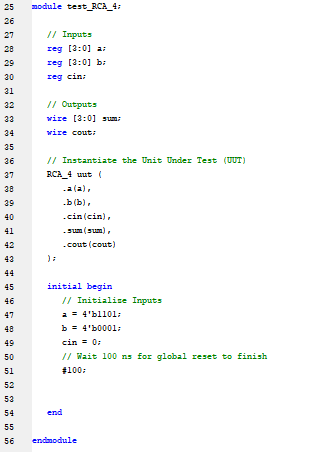 25 module test_RCA_4;
26
27 // Inputs
28 reg [3:0] a;
29 reg [3:0] b;
30 reg cin;
31
32 // Outputs
33 wire [3:0] sum;
34 wire cout;
35
36 // Instantiate the Unit Under Test (UUT)
37 RCA_4 uut (
38 .a(a),
39 .b(b),
40 .cin(cin),
41 .sum(sum),
42 .cout(cout)
43 );
44
45 initial begin
46 // Initialize Inputs
47 a = 4'b1101;
48 b = 4'b0001;
49 cin = 0;
50 // Wait 100 ns for global reset to finish
51 #100;
52
53
54 end
55
56 endmodule